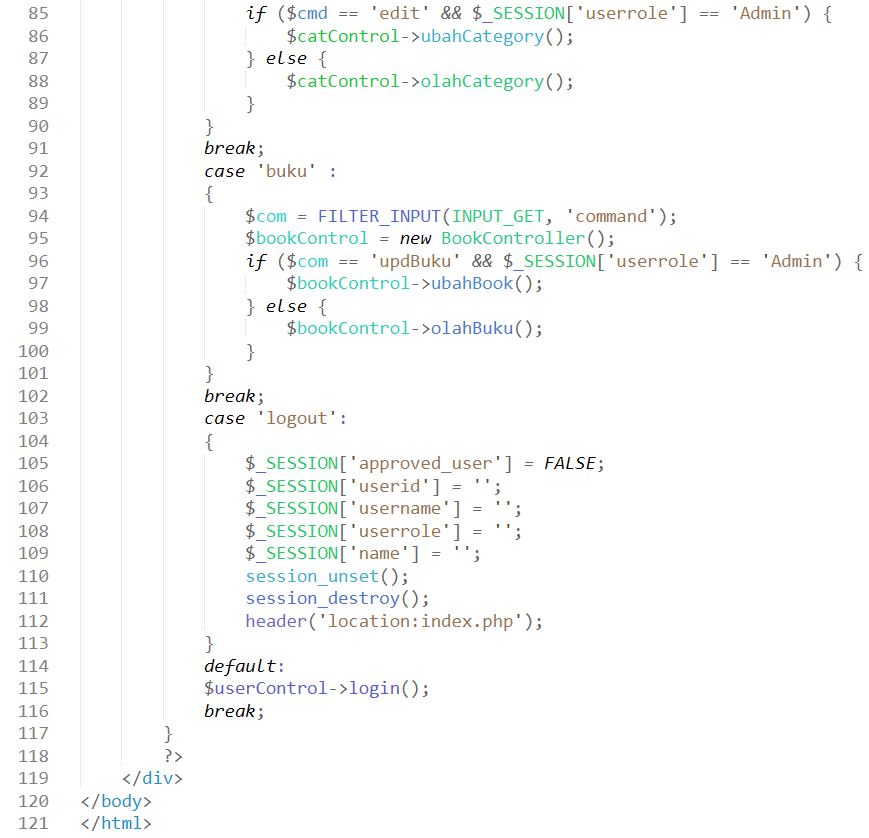 85 if ($cmd == 'edit' && $_SESSION['userrole'] == 'Admin') {
86 $catControl->ubahCategory();
87 } else {
88 $catControl->olahCategory();
89 }
90 }
91 break;
92 case 'buku' :
93 {
94 $com = FILTER_INPUT(INPUT_GET, 'command');
95 $bookControl = new BookController();
96 if ($com == 'updBuku' && $_SESSION['userrole'] == 'Admin') {
97 $bookControl->ubahBook();
98 } else {
99 $bookControl->olahBuku();
100 }
101 }
102 break;
103 case 'logout':
104 {
105 $_SESSION['approved_user'] = FALSE;
106 $_SESSION['userid'] = '';
107 $_SESSION['username'] = '';
108 $_SESSION['userrole'] = '';
109 $_SESSION['name'] = '';
110 session_unset();
111 session_destroy();
112 header('location:index.php');
113 }
114 default:
115 $userControl->login();
116 break;
117 }
118 ?>
119 </div>
120 </body>
121 </html>